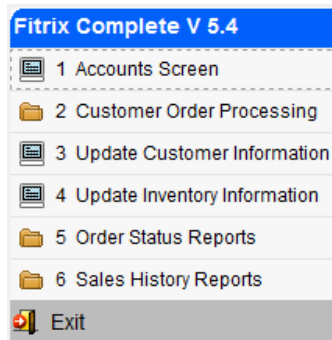 Fitrix Complete V 5.4
1 Accounts Screen
2 Customer Order Processing
3 Update Customer Information
4 Update Inventory Information
5 Order Status Reports
6 Sales History Reports
Exit